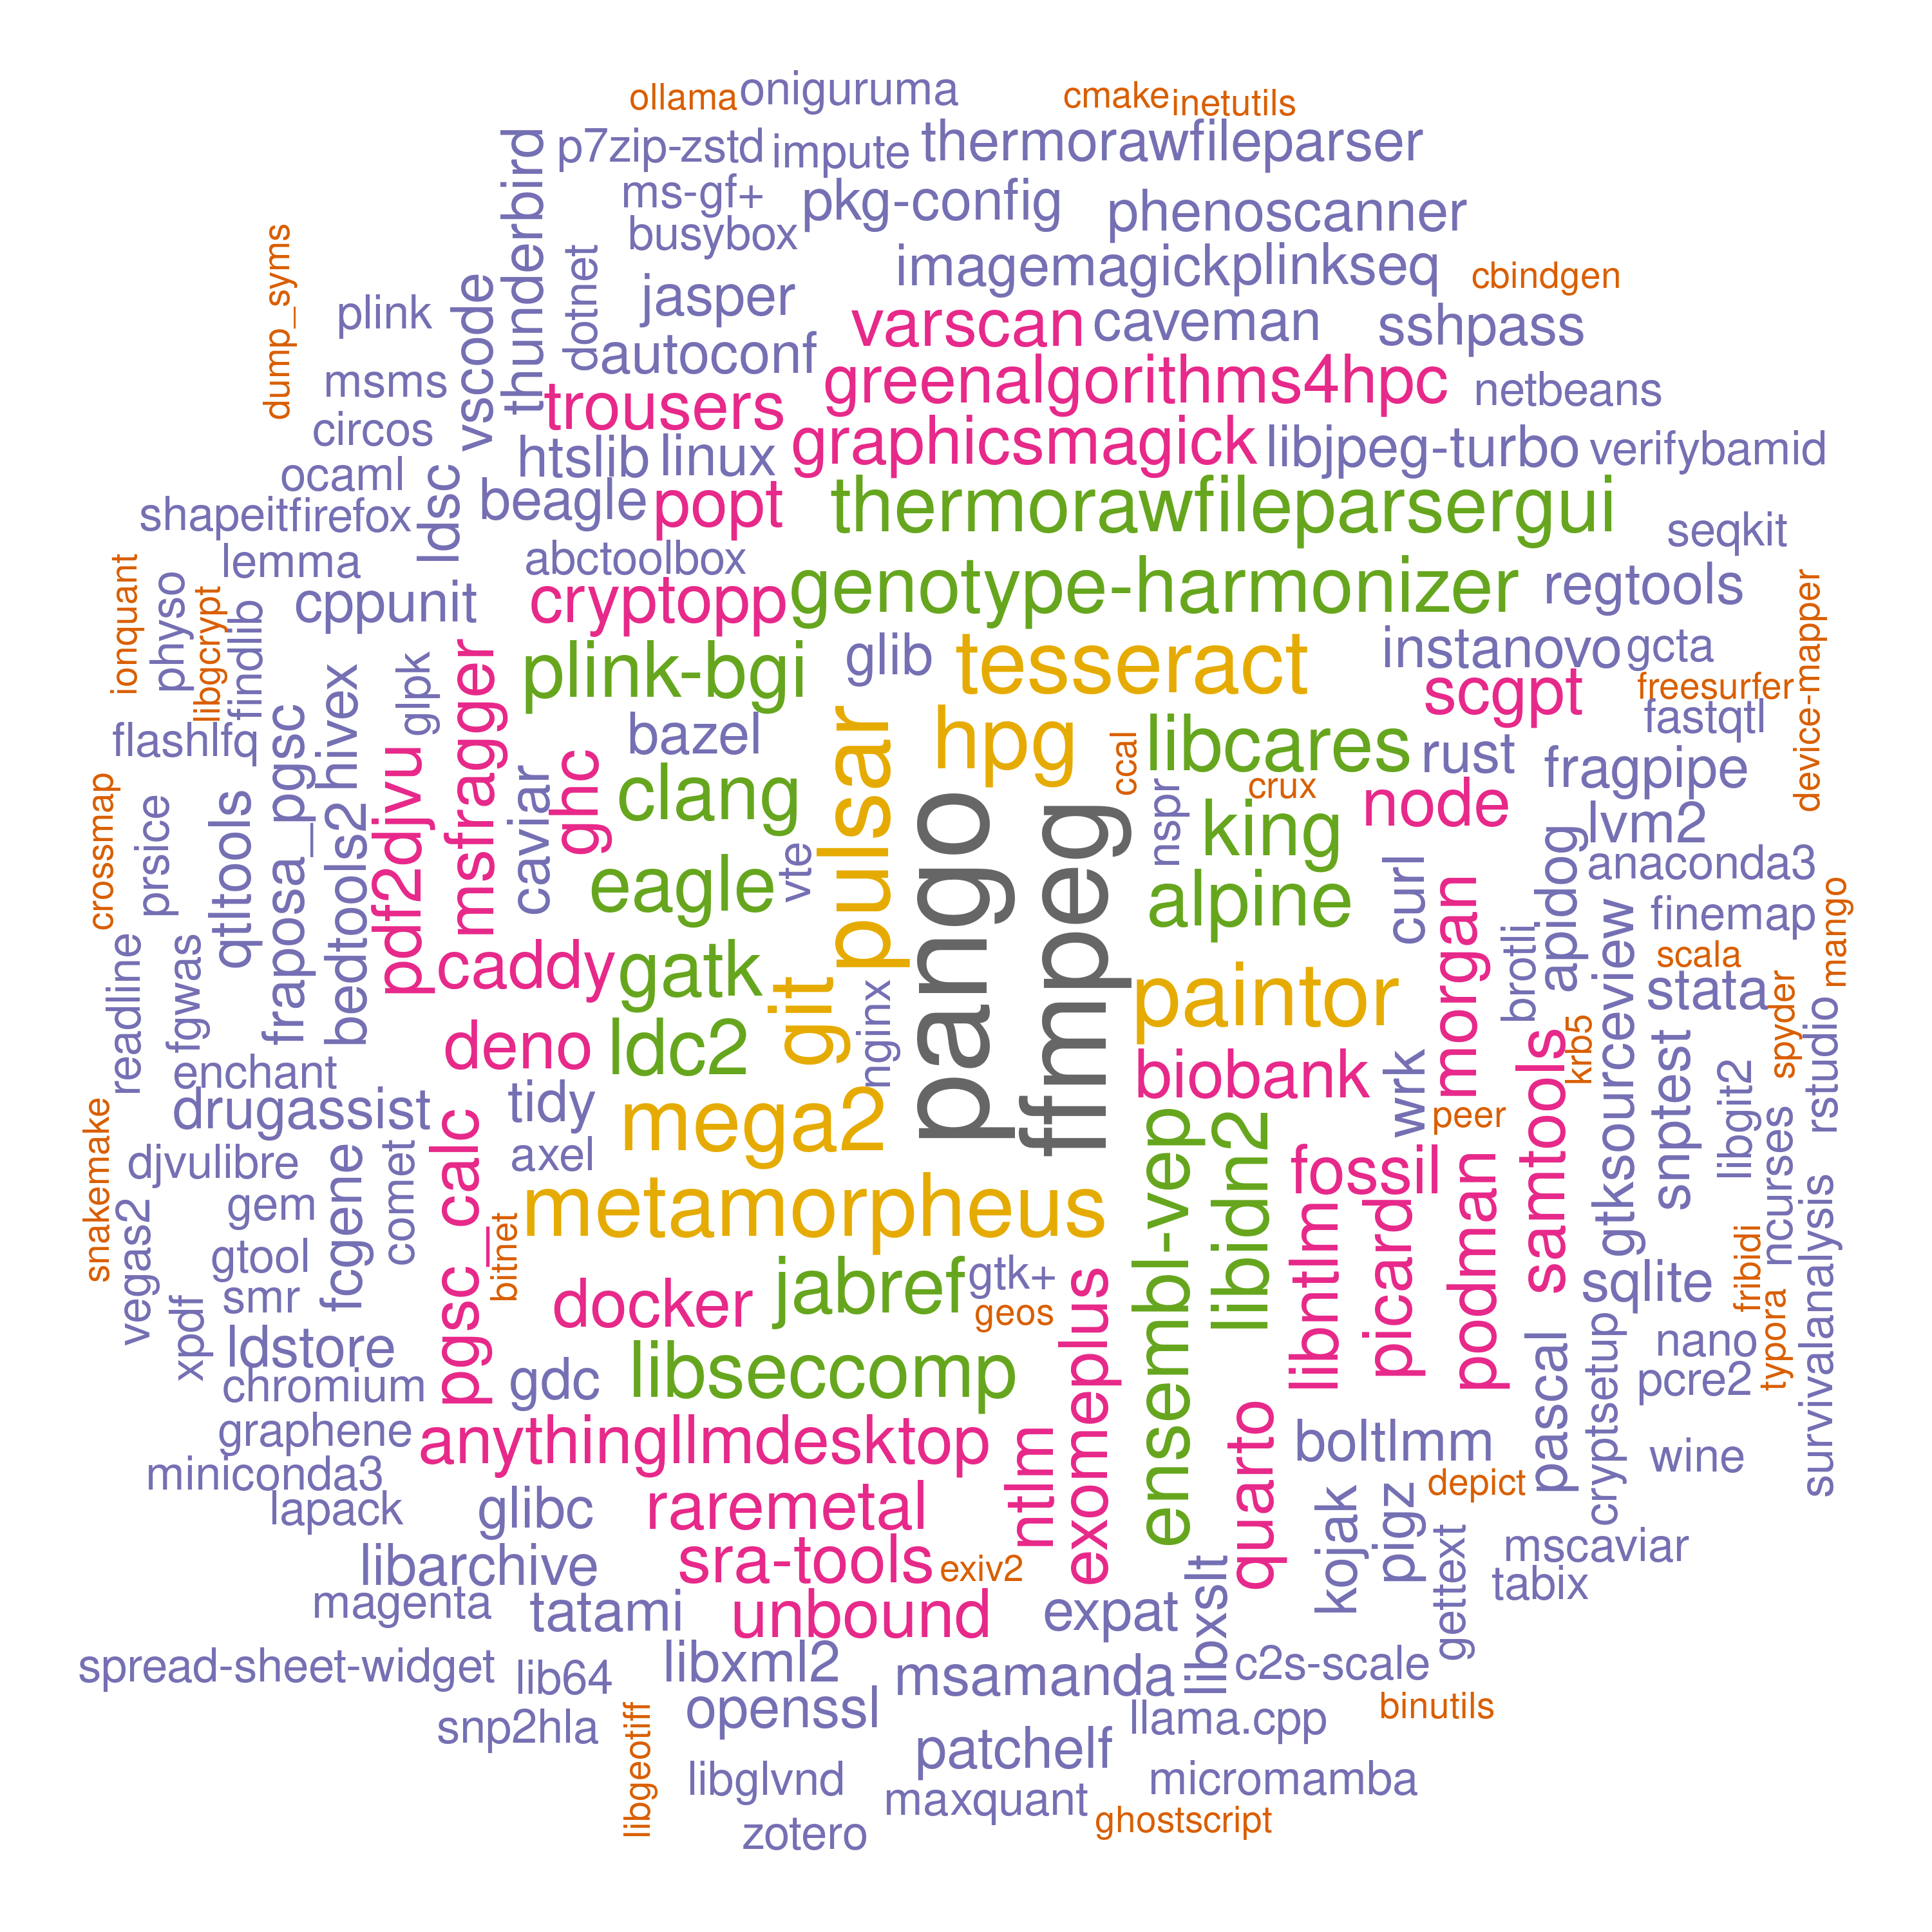 ollama
oniguruma
cmake
inetutils
p7zip-zstd
impute
thermorawfileparser
thunderbird
ms-gf+
pkg-config
phenoscanner
busybox
dump_syms
dotnet
imagemagick
plinkseq
cbindgen
plink
vscode
jasper
varscan
caveman
sshpass
autoconf
msms
trousers
greenalgorithms4hpc
netbeans
circos
htslib
linux
graphicsmagick
libjpeg-turbo
verifybamid
ocaml
ldsc
beagle
popt
thermorawfileparsergui
shapeit
firefox
seqkit
lemma
abctoolbox
ionquant
physo
libgcrypt
findlib
cppunit
cryptopp
genotype-harmonizer
regtools
device-mapper
hivex
glpk
msfragger
plink-bgi
glib
tesseract
instanovo
gcta
scgpt
freesurfer
fastqtl
flashlfq
fraposa_pgsc
pdf2djvu
ghc
bazel
pulsar
hpg
ccal
libcares
rust
fragpipe
crossmap
prsice
qtltools
bedtools2
caviar
clang
pango
ffmpeg
nspr
crux
king
node
lvm2
eagle
vte
alpine
curl
morgan
apidog
anaconda3
finemap
mango
readline
fgwas
caddy
gatk
git
nginx
paintor
brotli
gtksourceview
scala
stata
spyder
rstudio
enchant
deno
ldc2
biobank
wrk
krb5
samtools
snptest
libgit2
drugassist
tidy
mega2
peer
snakemake
djvulibre
fcgene
comet
pgsc_calc
axel
ensembl-vep
libidn2
fossil
ncurses
survivalanalysis
vegas2
gem
metamorpheus
libntlm
picard
podman
gtool
bitnet
fribidi
xpdf
smr
docker
jabref
gtk+
geos
exomeplus
sqlite
typora
ldstore
chromium
gdc
libseccomp
pascal
cryptsetup
nano
pcre2
graphene
anythingllmdesktop
ntlm
quarto
boltlmm
wine
miniconda3
lapack
glibc
raremetal
kojak
pigz
depict
gettext
mscaviar
libarchive
sra-tools
exiv2
libxslt
tabix
magenta
tatami
unbound
expat
spread-sheet-widget
lib64
libxml2
msamanda
c2s-scale
snp2hla
libgeotiff
openssl
llama.cpp
binutils
patchelf
libglvnd
maxquant
micromamba
zotero
ghostscript